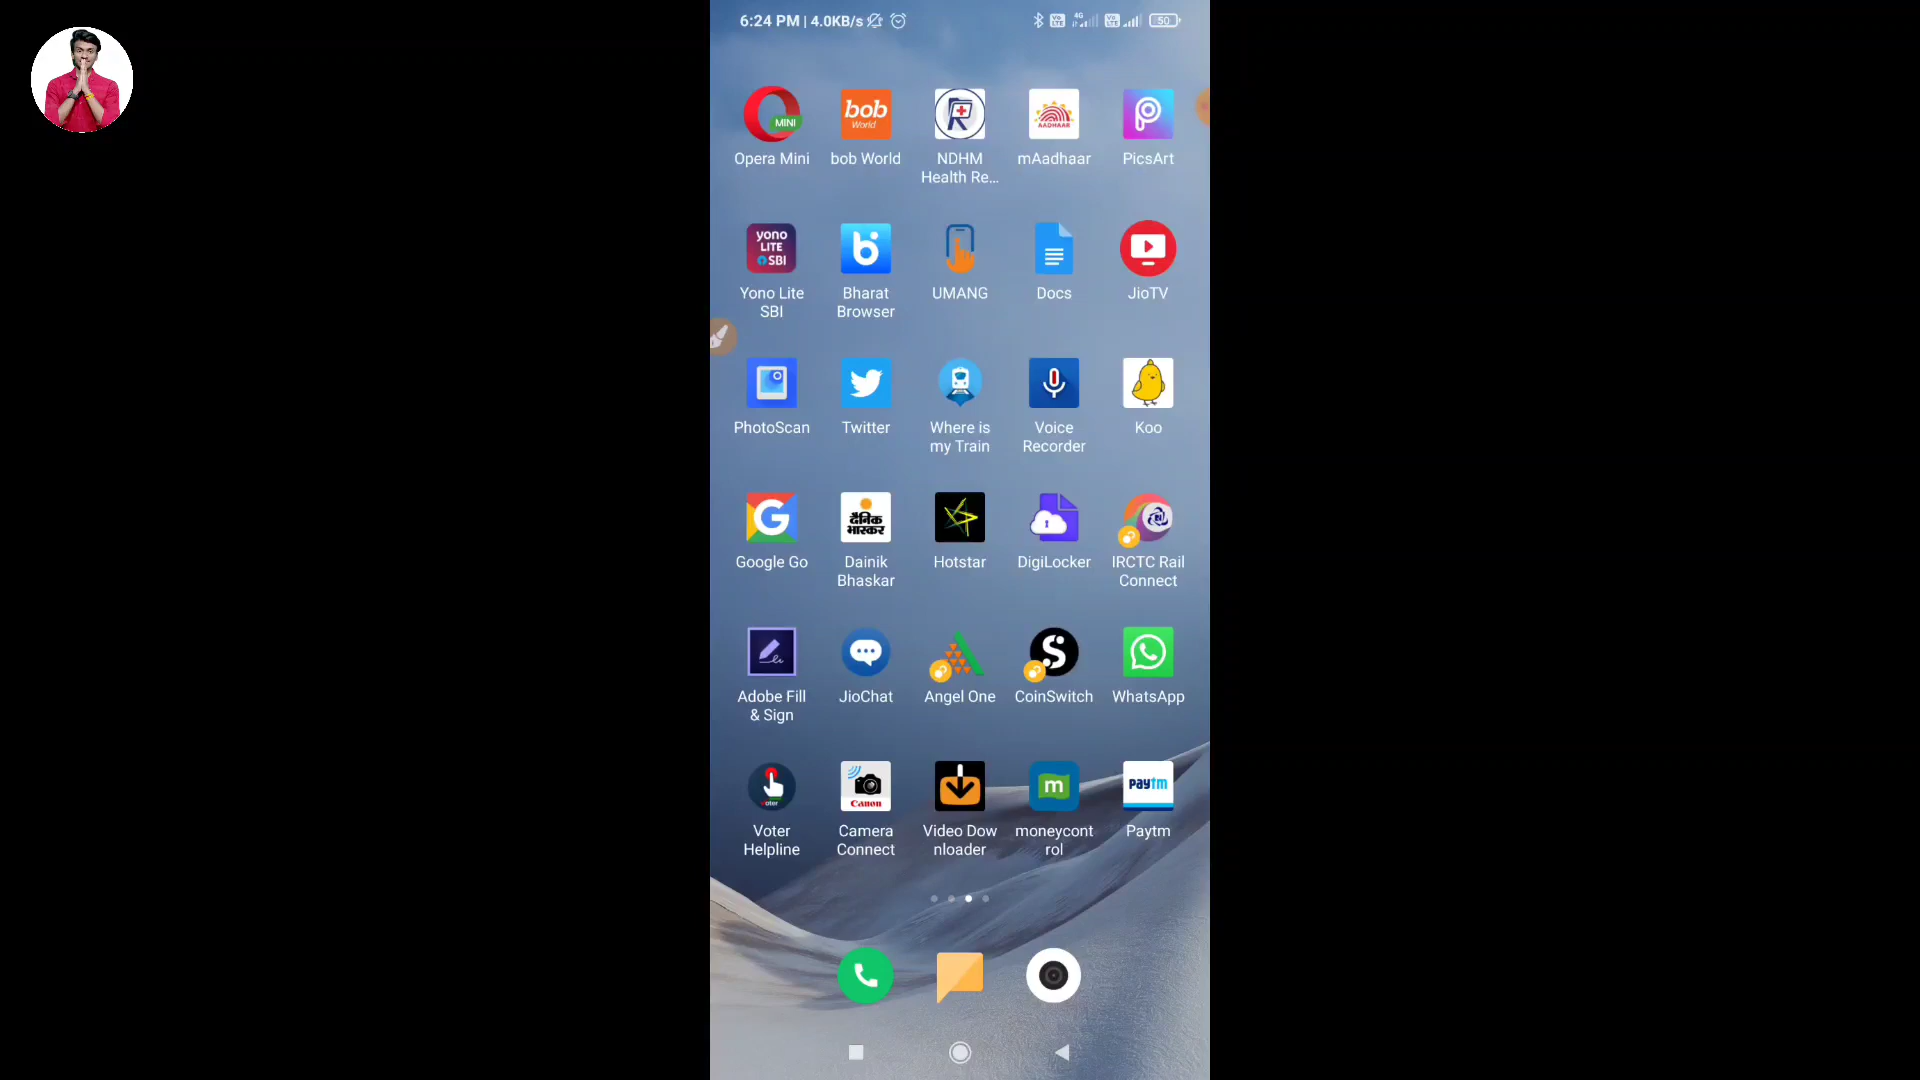 6:24 PM | 4.0KB/s 4G 50
MINI
bob
World
R
AADHAAR
P
Opera Mini bob World NDHM mAadhaar PicsArt
Health Re...
yono
LITE
SBI
b
Yono Lite Bharat UMANG Docs JioTV
SBI Browser
PhotoScan Twitter Where is Voice Koo
my Train Recorder
G
दैनिक
भास्कर
Google Go Dainik Hotstar DigiLocker IRCTC Rail
Bhaskar Connect
S
Adobe Fill JioChat Angel One CoinSwitch WhatsApp
& Sign
Canon
m
paytm
Voter Camera Video Dow moneycont Paytm
Helpline Connect nloader rol